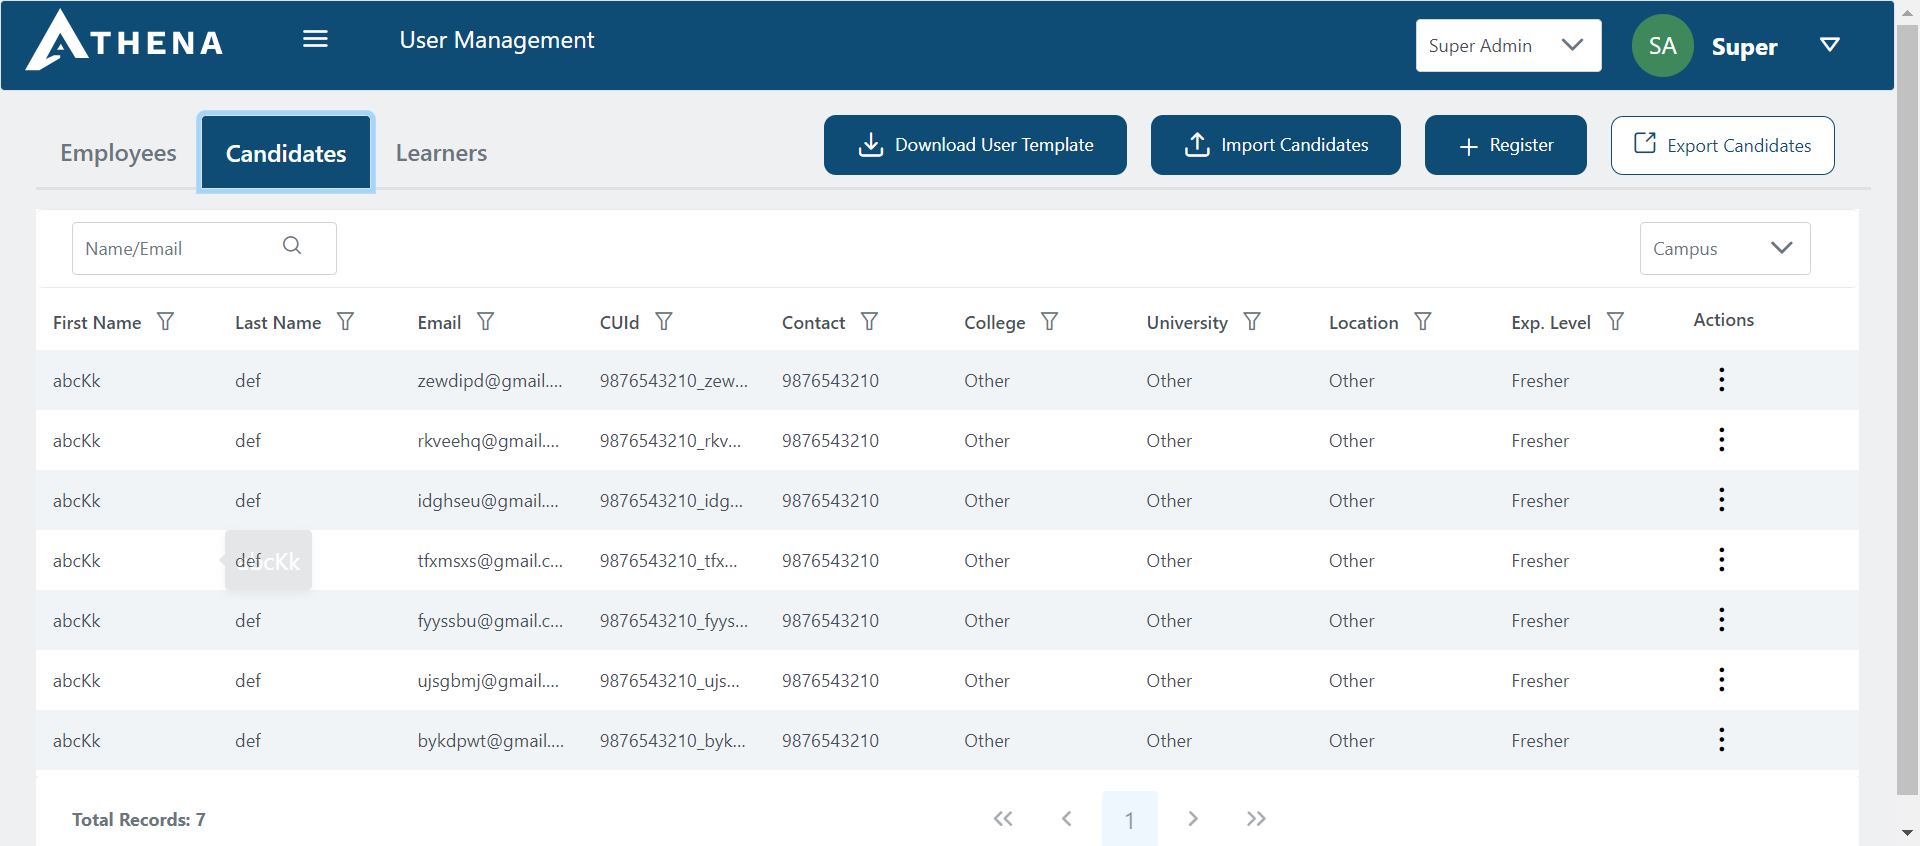 ATHENA User Management Super Admin SA Super
Employees Candidates Learners Download User Template Import Candidates + Register Export Candidates
Name/Email Campus
First Name Last Name Email CUId Contact College University Location Exp. Level Actions
abcKk def zewdipd@gmail.... 9876543210_zew... 9876543210 Other Other Other Fresher
abcKk def rkveehq@gmail.... 9876543210_rkv... 9876543210 Other Other Other Fresher
abcKk def idghseu@gmail.... 9876543210_idg... 9876543210 Other Other Other Fresher
abcKk def abcKk tfxmsxs@gmail.c... 9876543210_tfx... 9876543210 Other Other Other Fresher
abcKk def fyyssbu@gmail.c... 9876543210_fyys... 9876543210 Other Other Other Fresher
abcKk def ujsgbmj@gmail.... 9876543210_ujs... 9876543210 Other Other Other Fresher
abcKk def bykdpwt@gmail.... 9876543210_byk... 9876543210 Other Other Other Fresher
Total Records: 7 1